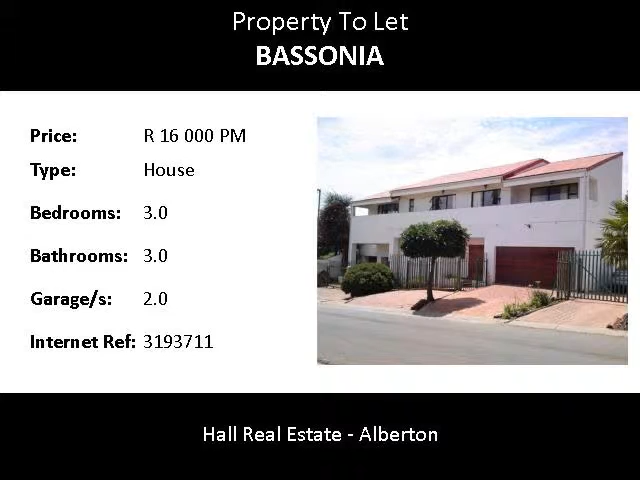 Property To Let
BASSONIA
Price: R 16 000 PM
Type: House
Bedrooms: 3.0
Bathrooms: 3.0
Garage/s: 2.0
Internet Ref: 3193711
Hall Real Estate - Alberton